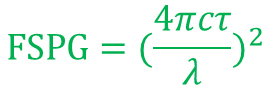 FSPG = (4πcτ/λ)²